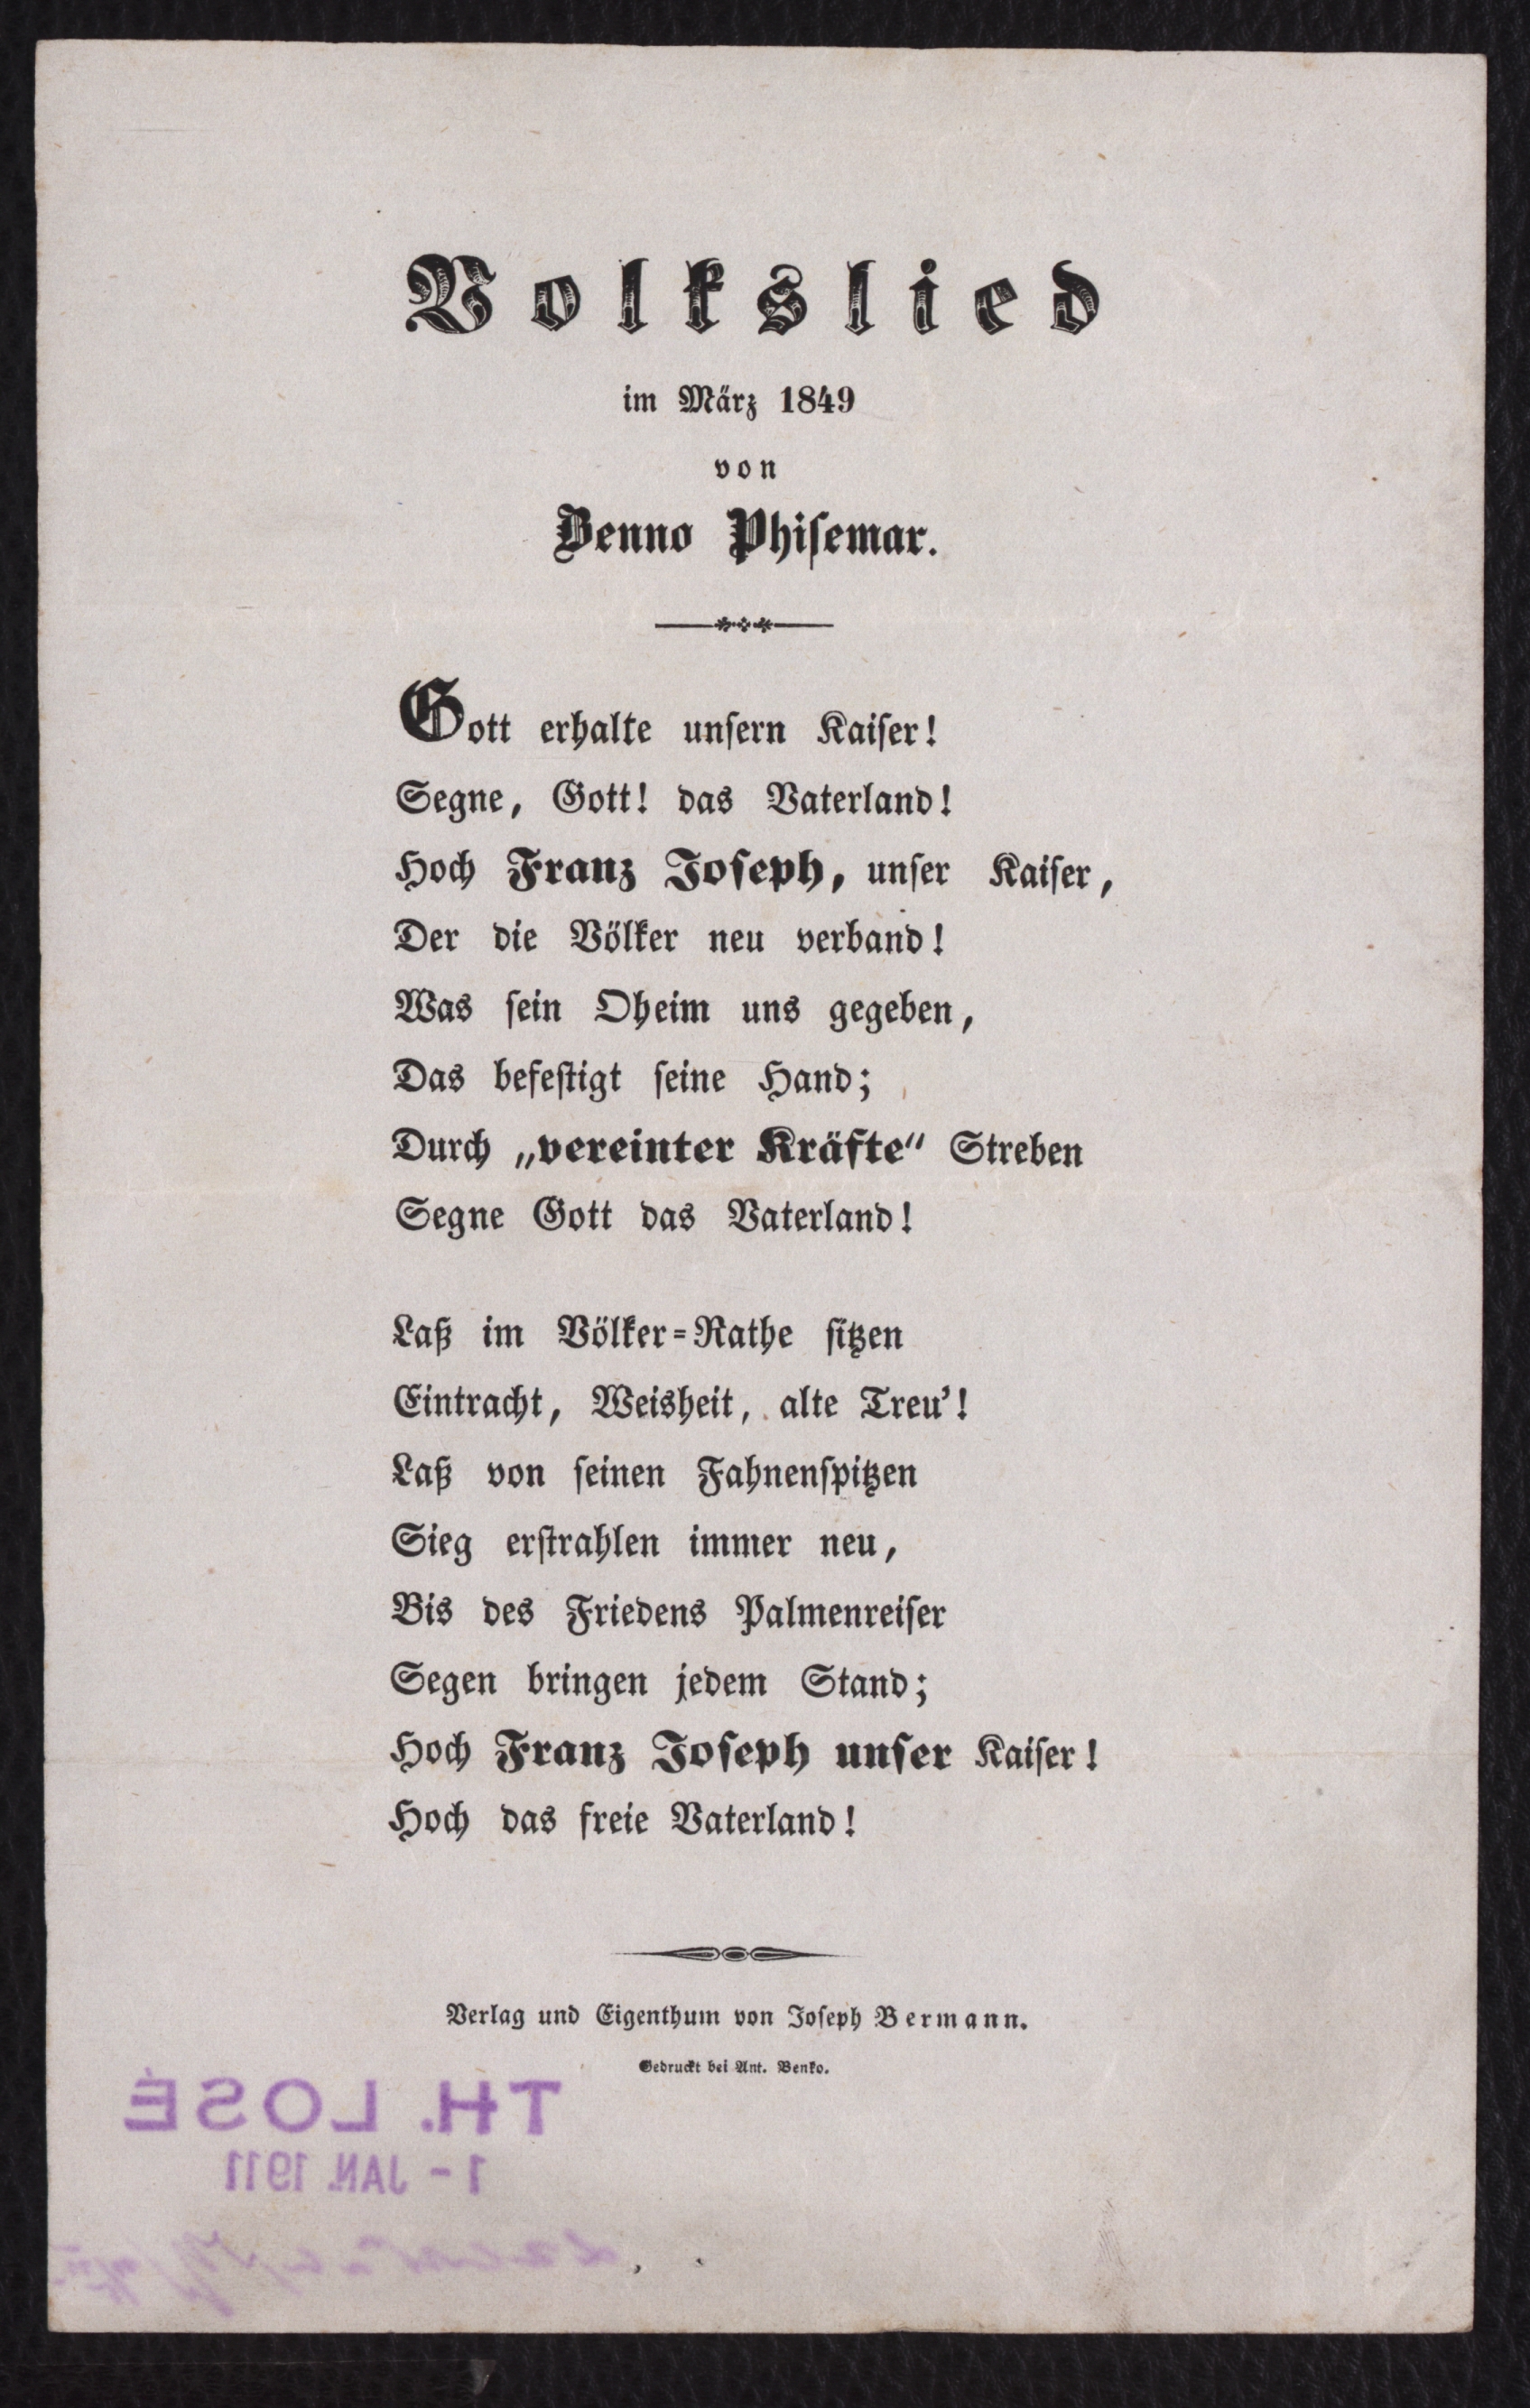 Volkslied
im März 1849
von
Benno Phiſemar.
Gott erhalte unſern Kaiſer!
Segne, Gott! das Vaterland!
Hoch Franz Joſeph, unſer Kaiſer,
Der die Völker neu verband!
Was ſein Oheim uns gegeben,
Das befeſtigt ſeine Hand;
Durch „vereinter Kräfte“ Streben
Segne Gott das Vaterland!
Laß im Völker=Rathe ſitzen
Eintracht, Weisheit, alte Treu’!
Laß von ſeinen Fahnenſpitzen
Sieg erſtrahlen immer neu,
Bis des Friedens Palmenreiſer
Segen bringen jedem Stand;
Hoch Franz Joſeph unſer Kaiſer!
Hoch das freie Vaterland!
Verlag und Eigenthum von Joſeph Bermann.
Gedruckt bei Ant. Benko.
TH. LOSÉ
1 - JAN. 1911